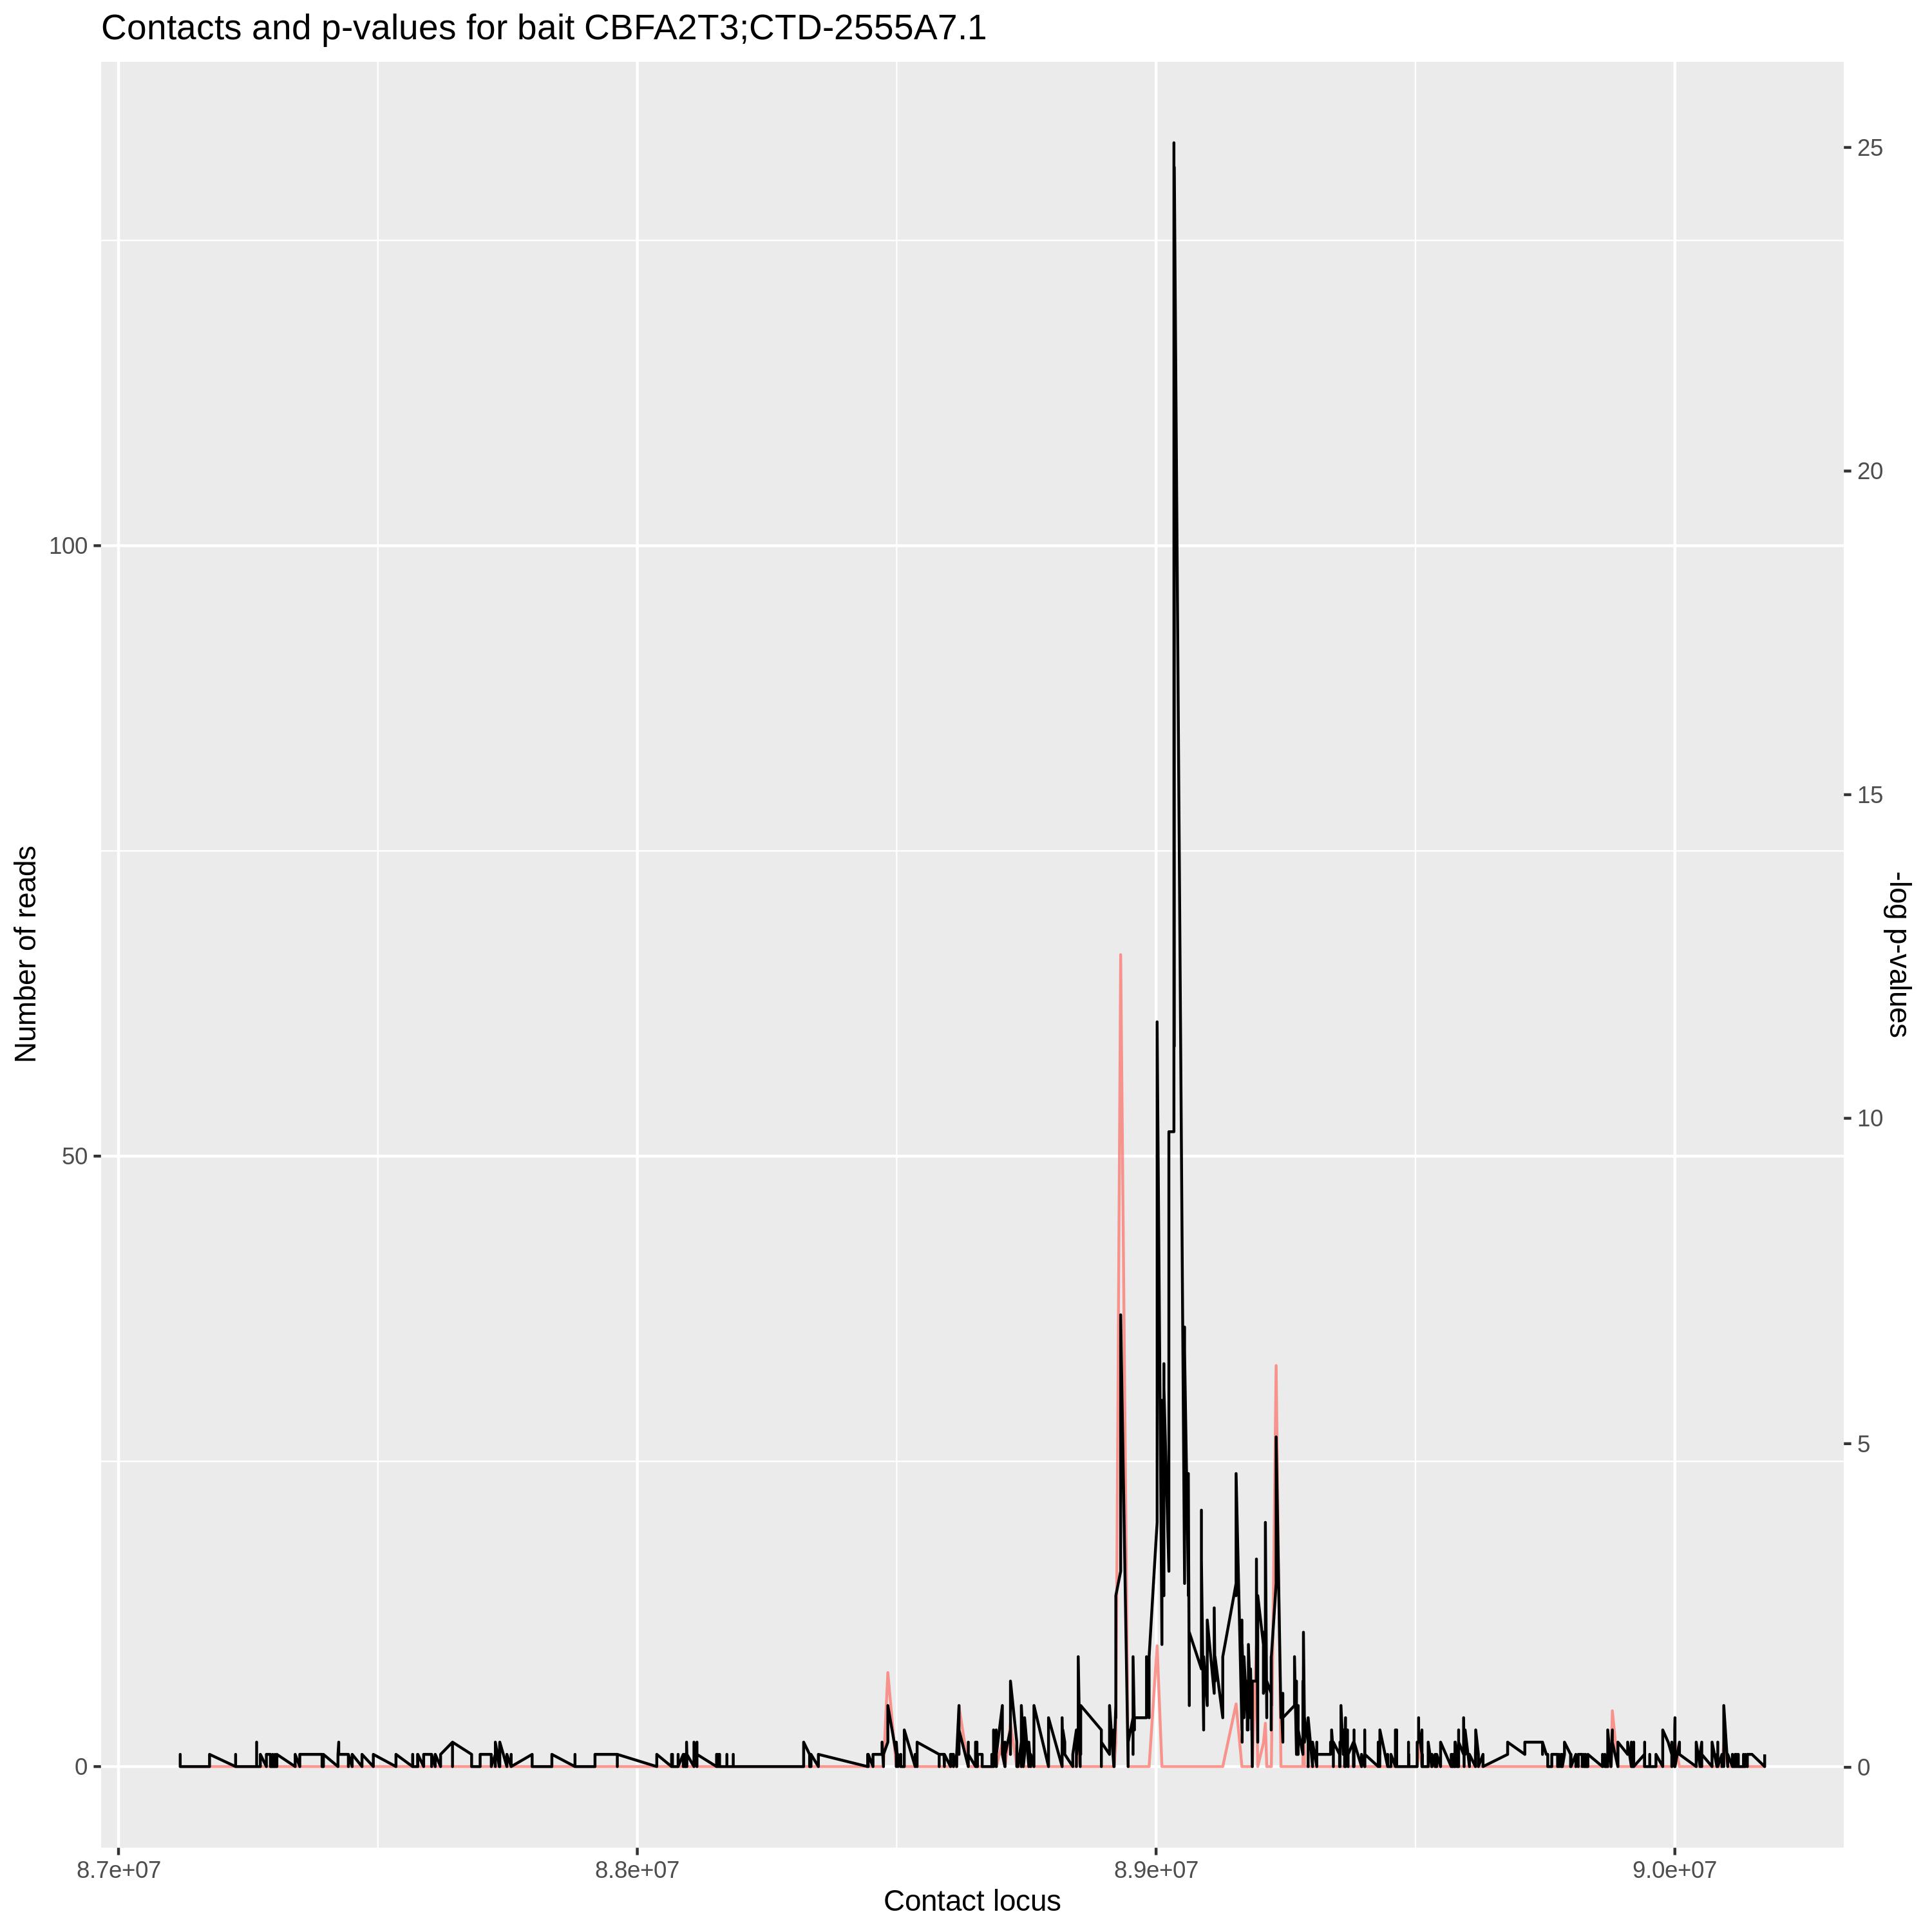 Contacts and p-values for bait CBFA2T3;CTD-2555A7.1
25
20
100
15
Number of reads
-log p-values
10
50
5
0
0
8.7e+07
8.8e+07
8.9e+07
9.0e+07
Contact locus